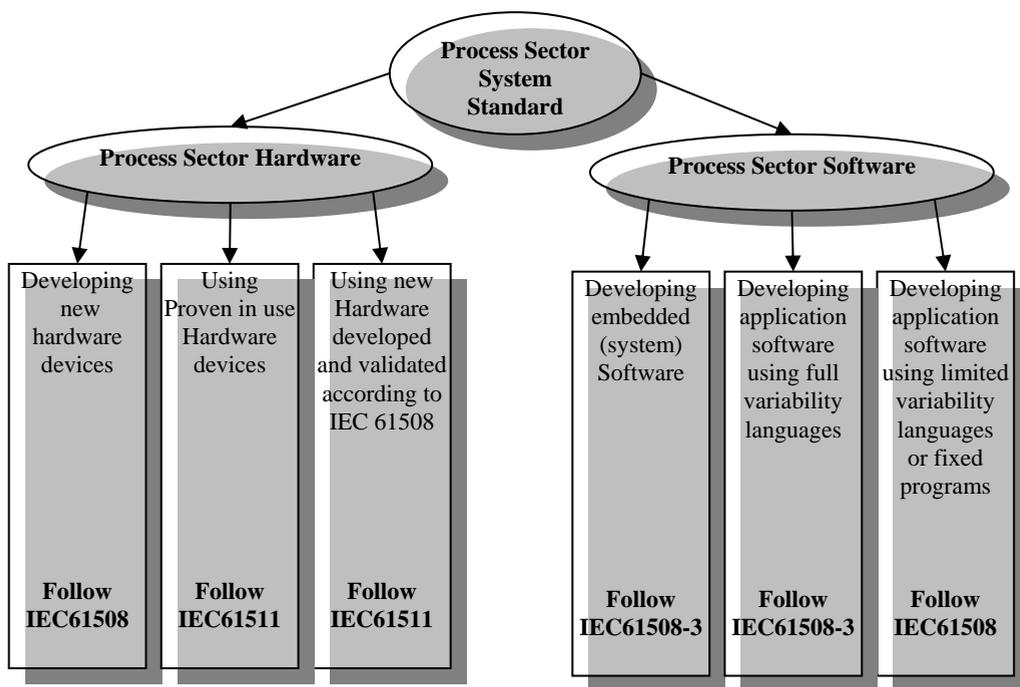 Process Sector
System
Standard
Process Sector Hardware
Process Sector Software
Developing
new
hardware
devices
Follow
IEC61508
Using
Proven in use
Hardware
devices
Follow
IEC61511
Using new
Hardware
developed
and validated
according to
IEC 61508
Follow
IEC61511
Developing
embedded
(system)
Software
Follow
IEC61508-3
Developing
application
software
using full
variability
languages
Follow
IEC61508-3
Developing
application
software
using limited
variability
languages
or fixed
programs
Follow
IEC61508